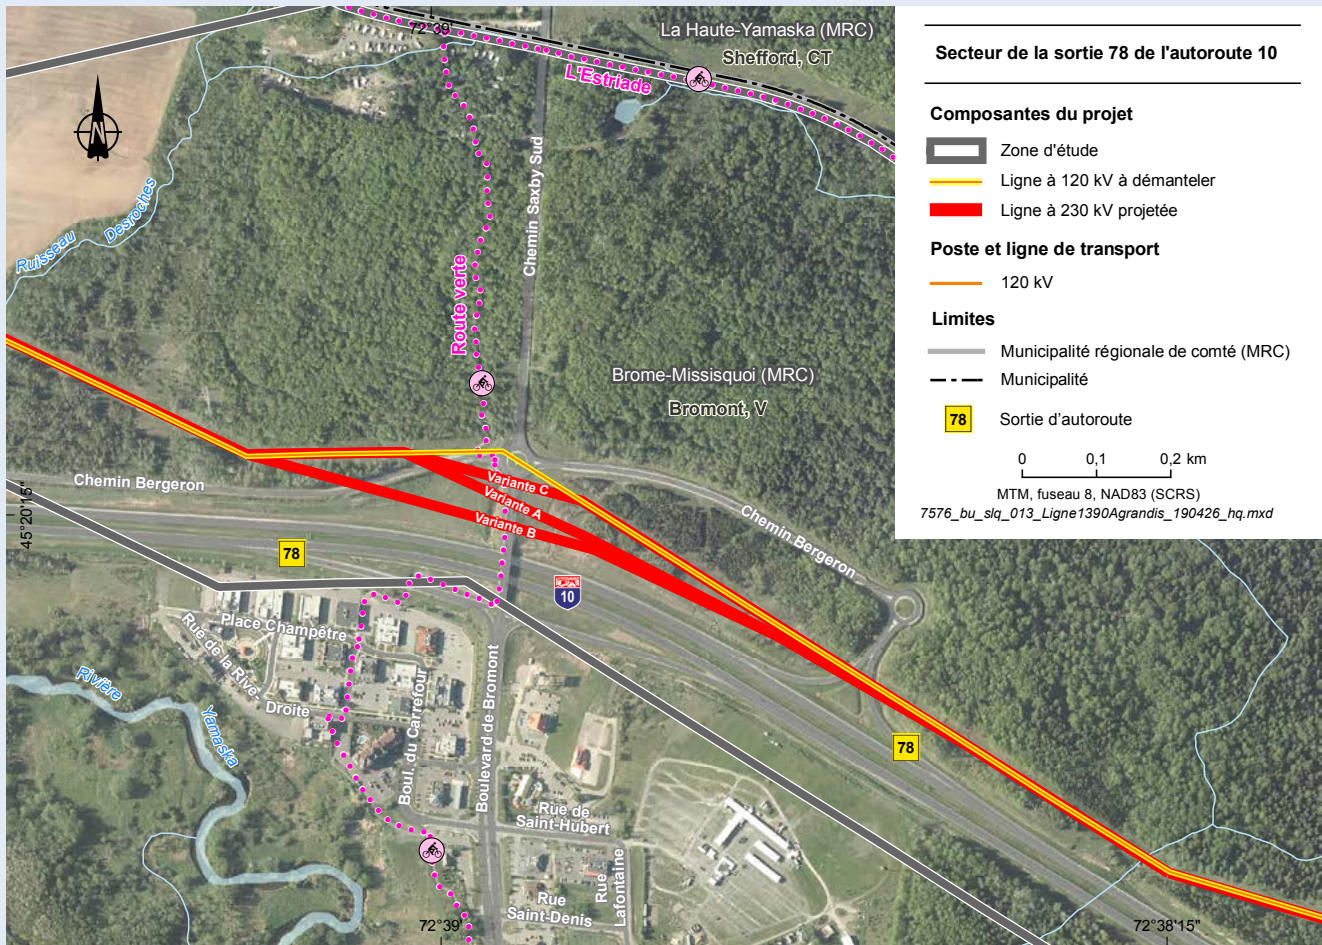 72°39'
La Haute-Yamaska (MRC)
Shefford, CT
L'Estriade
N
Ruisseau Desroches
Chemin Saxby Sud
Route verte
Brome-Missisquoi (MRC)
Bromont, V
Chemin Bergeron
Variante C
Variante A
Variante B
Chemin Bergeron
45°20'15"
78
10
Place Champêtre
Rue de la Rive-
Droite
Rivière
Yamaska
Boul. du Carrefour
Boulevard de Bromont
78
Rue de
Saint-Hubert
Rue
Lafontaine
Rue
Saint-Denis
72°39'
72°38'15"
Secteur de la sortie 78 de l'autoroute 10
Composantes du projet
Zone d'étude
Ligne à 120 kV à démanteler
Ligne à 230 kV projetée
Poste et ligne de transport
120 kV
Limites
Municipalité régionale de comté (MRC)
Municipalité
78 Sortie d'autoroute
0 0,1 0,2 km
MTM, fuseau 8, NAD83 (SCRS)
7576_bu_slq_013_Ligne1390Agrandis_190426_hq.mxd